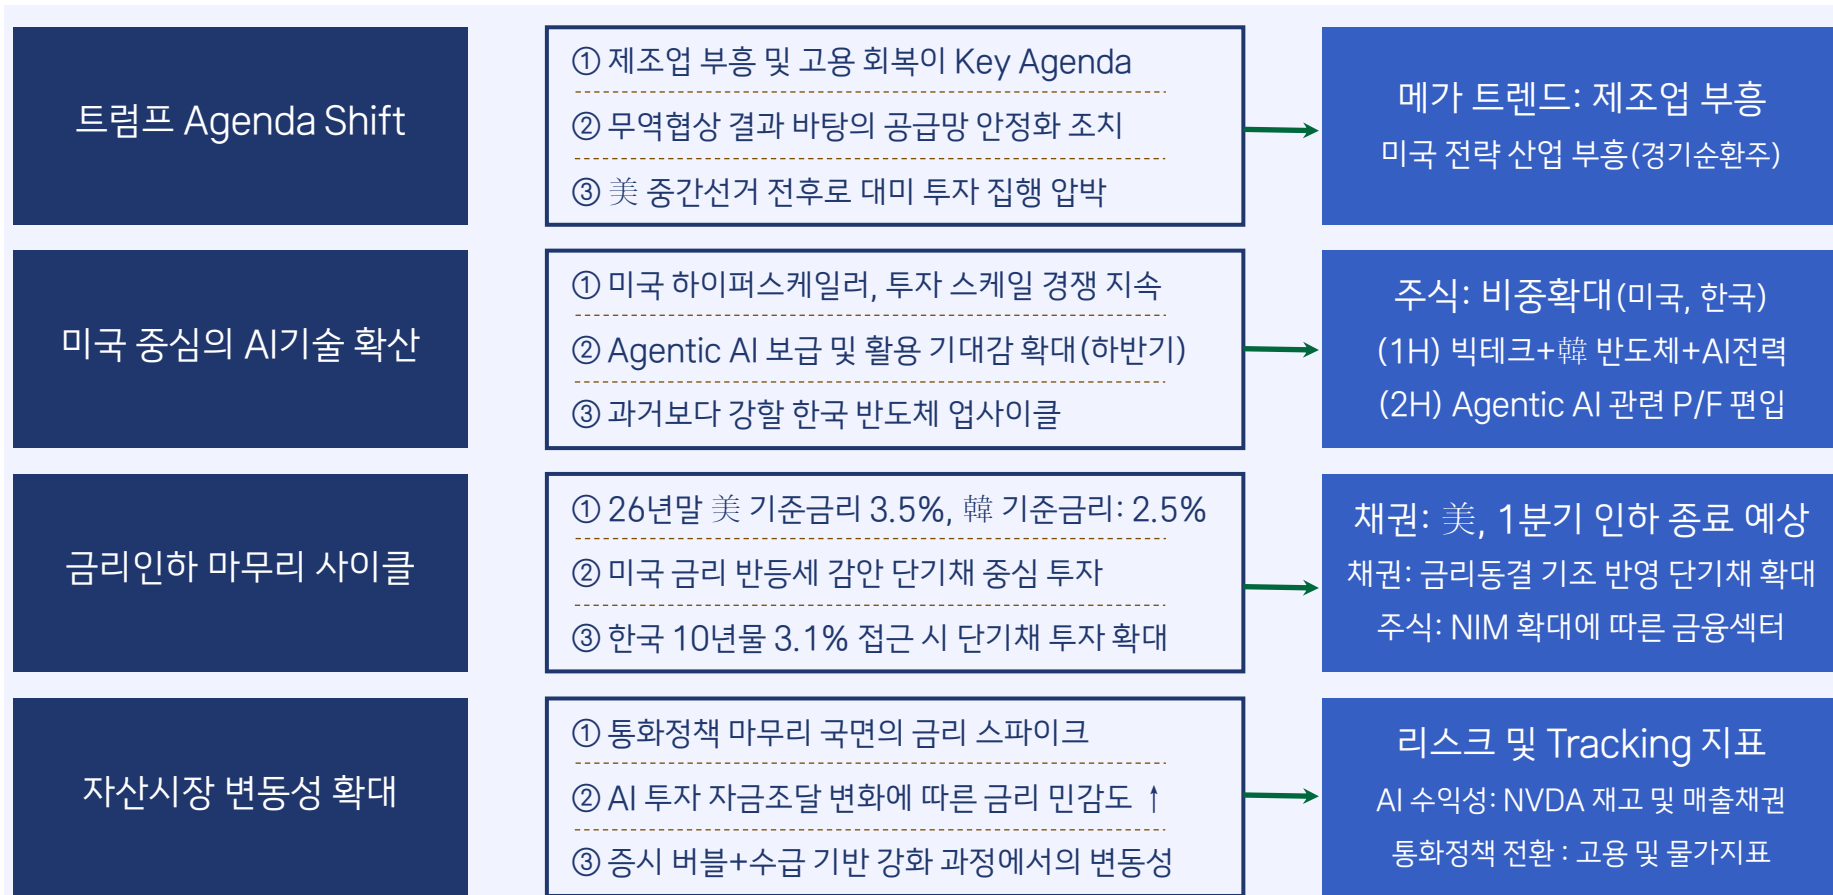 트럼프 Agenda Shift
① 제조업 부흥 및 고용 회복이 Key Agenda
② 무역협상 결과 바탕의 공급망 안정화 조치
③ 美 중간선거 전후로 대미 투자 집행 압박
메가 트렌드: 제조업 부흥
미국 전략 산업 부흥(경기순환주)
미국 중심의 AI기술 확산
① 미국 하이퍼스케일러, 투자 스케일 경쟁 지속
② Agentic AI 보급 및 활용 기대감 확대(하반기)
③ 과거보다 강할 한국 반도체 업사이클
주식: 비중확대(미국, 한국)
(1H) 빅테크+韓 반도체+AI전력
(2H) Agentic AI 관련 P/F 편입
금리인하 마무리 사이클
① 26년말 美 기준금리 3.5%, 韓 기준금리: 2.5%
② 미국 금리 반등세 감안 단기채 중심 투자
③ 한국 10년물 3.1% 접근 시 단기채 투자 확대
채권: 美, 1분기 인하 종료 예상
채권: 금리동결 기조 반영 단기채 확대
주식: NIM 확대에 따른 금융섹터
자산시장 변동성 확대
① 통화정책 마무리 국면의 금리 스파이크
② AI 투자 자금조달 변화에 따른 금리 민감도 ↑
③ 증시 버블+수급 기반 강화 과정에서의 변동성
리스크 및 Tracking 지표
AI 수익성: NVDA 재고 및 매출채권
통화정책 전환 : 고용 및 물가지표